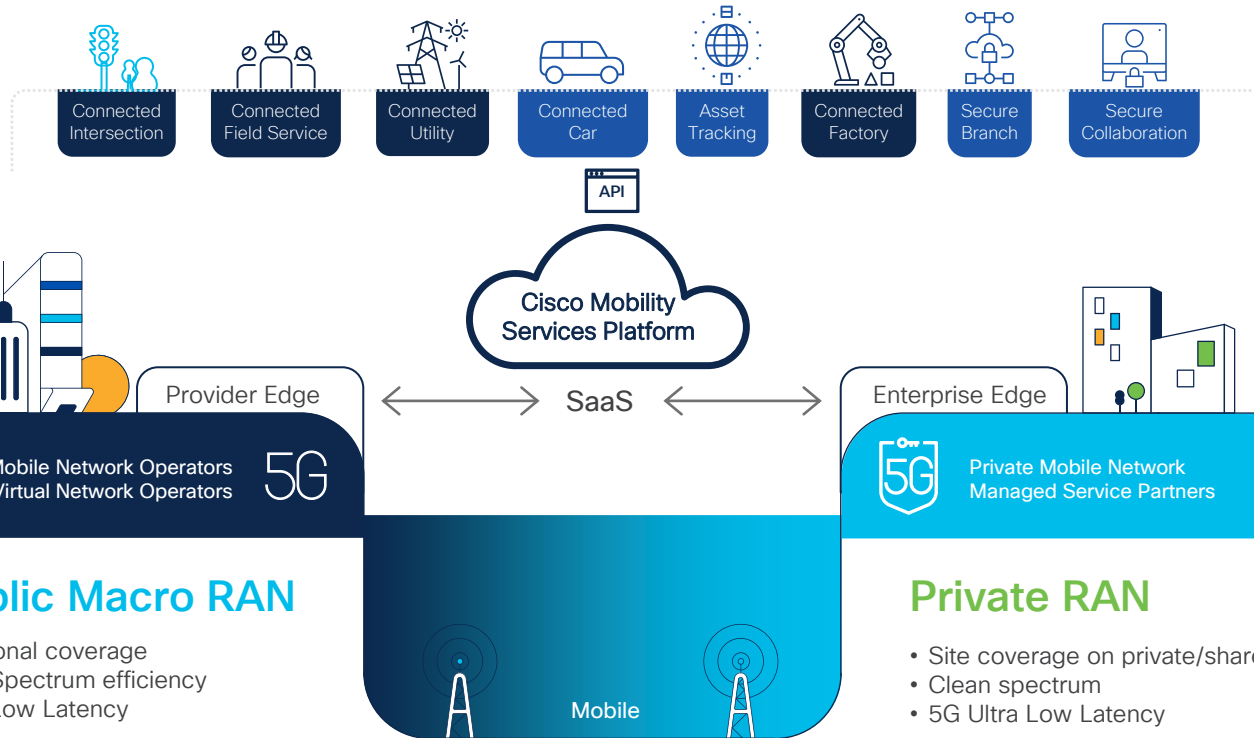 Connected
Intersection
Connected
Field Service
Connected
Utility
Connected
Car
Asset
Tracking
Connected
Factory
Secure
Branch
Secure
Collaboration
API
Cisco Mobility
Services Platform
Provider Edge
SaaS
Enterprise Edge
Mobile Network Operators
Virtual Network Operators
5G
5G
Private Mobile Network
Managed Service Partners
blic Macro RAN
onal coverage
Spectrum efficiency
Low Latency
Mobile
Private RAN
• Site coverage on private/share
• Clean spectrum
• 5G Ultra Low Latency